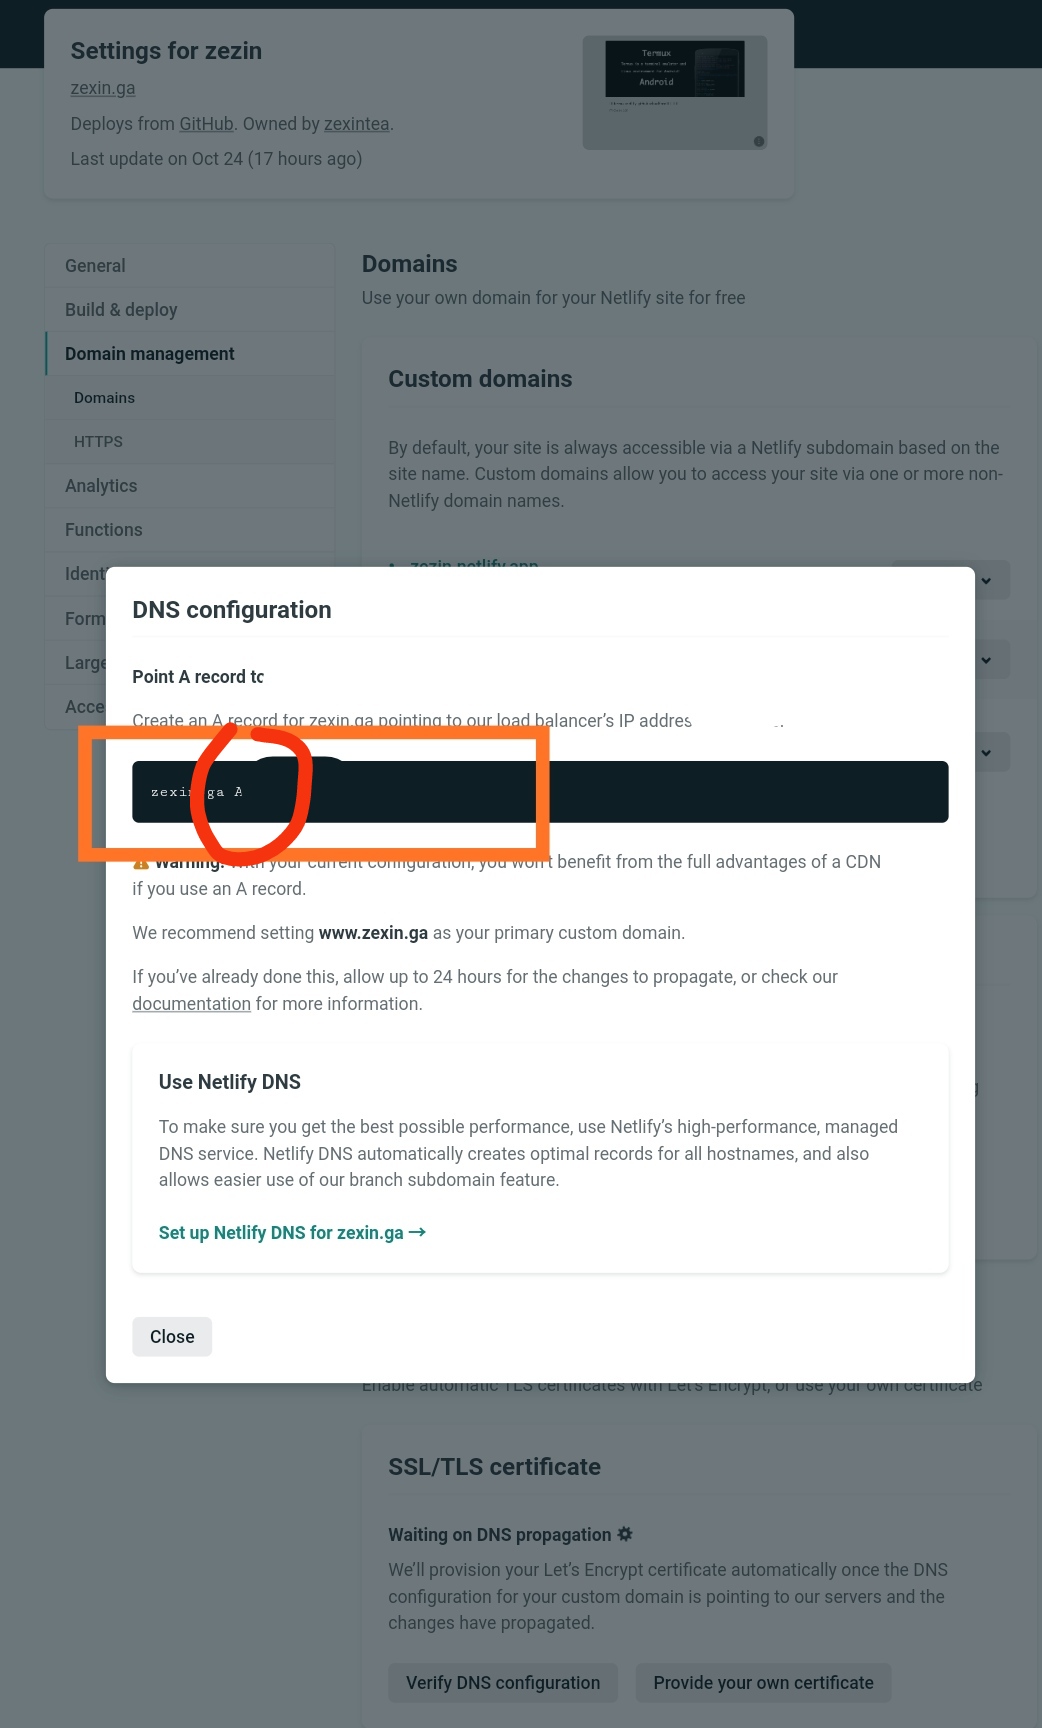 Settings for zezin
zexin.ga
Deploys from GitHub. Owned by zexintea.
Last update on Oct 24 (17 hours ago)
Termux
Android
General
Build & deploy
Domain management
Domains
HTTPS
Analytics
Functions
Ident
Form
Large
Acce
Domains
Use your own domain for your Netlify site for free
Custom domains
By default, your site is always accessible via a Netlify subdomain based on the
site name. Custom domains allow you to access your site via one or more non-
Netlify domain names.
zezin.netlify.app
DNS configuration
Point A record to
Create an A record for zexin.ga pointing to our load balancer's IP addres
zexin ga A
Warning: With your current configuration, you won't benefit from the full advantages of a CDN
if you use an A record.
We recommend setting www.zexin.ga as your primary custom domain.
If you've already done this, allow up to 24 hours for the changes to propagate, or check our
documentation for more information.
Use Netlify DNS
To make sure you get the best possible performance, use Netlify's high-performance, managed
DNS service. Netlify DNS automatically creates optimal records for all hostnames, and also
allows easier use of our branch subdomain feature.
Set up Netlify DNS for zexin.ga →
Close
Enable automatic TLS certificates with Let's Encrypt, or use your own certificate
SSL/TLS certificate
Waiting on DNS propagation
We'll provision your Let's Encrypt certificate automatically once the DNS
configuration for your custom domain is pointing to our servers and the
changes have propagated.
Verify DNS configuration
Provide your own certificate